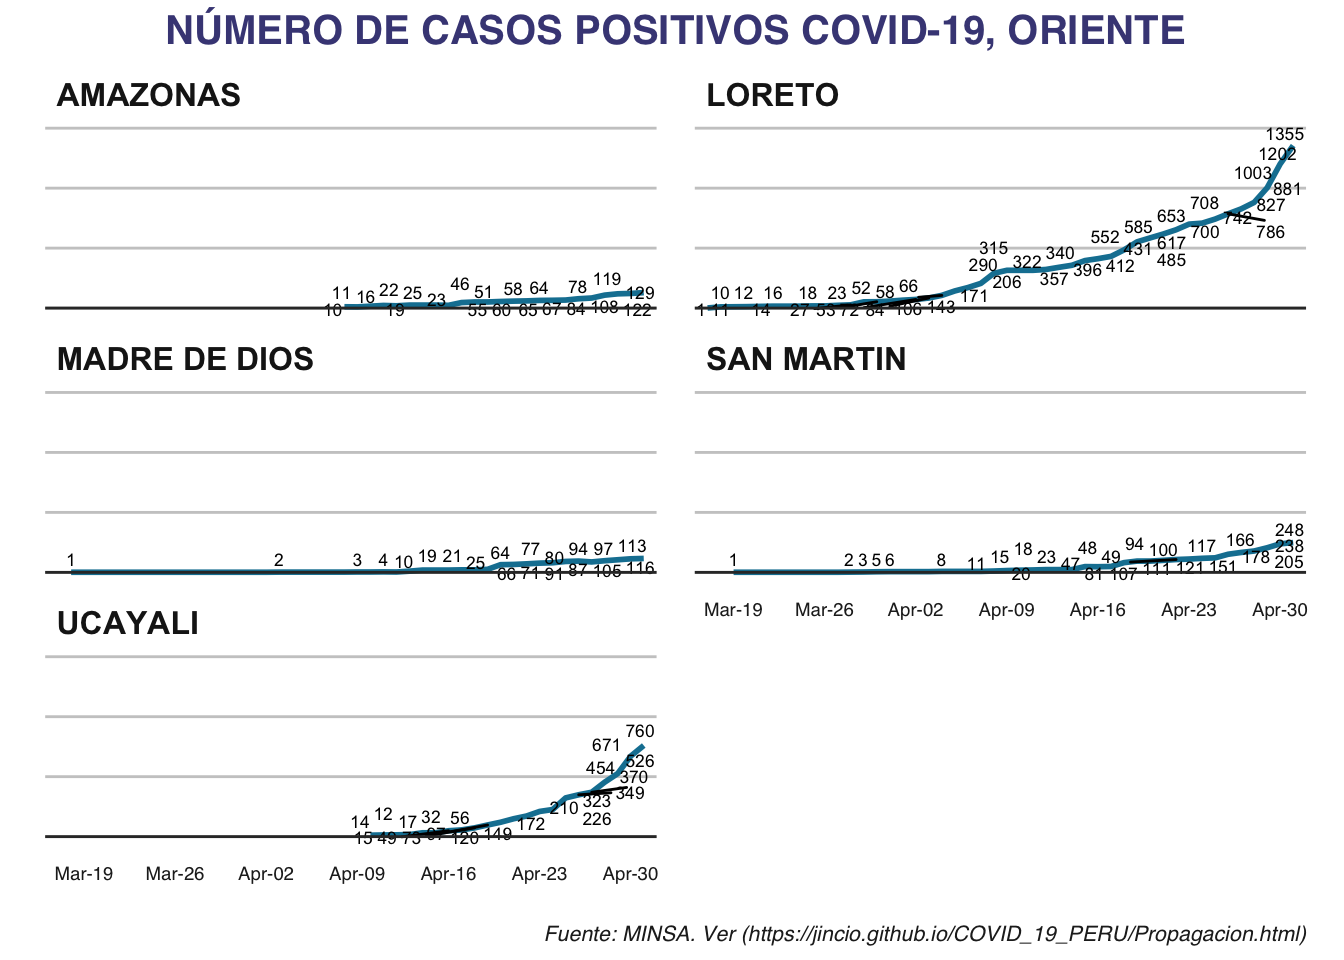 NÚMERO DE CASOS POSITIVOS COVID-19, ORIENTE
AMAZONAS
10 11 16 22 19 25 23 46 51 55 58 60 64 65 67 78 84 119 108 129 122
LORETO
1 10 11 12 14 16 18 27 23 53 52 72 58 84 66 106 143 171 290 315 206 322 340 357 396 552 412 585 431 653 617 485 708 700 742 786 827 881 1003 1202 1355
MADRE DE DIOS
1 2 3 4 10 19 21 25 64 66 77 71 80 91 94 87 97 105 113 116
SAN MARTIN
1 2 3 5 6 8 11 15 18 20 23 47 48 81 49 107 94 111 100 121 117 151 166 178 248 238 205
Mar-19 Mar-26 Apr-02 Apr-09 Apr-16 Apr-23 Apr-30
UCAYALI
14 15 12 49 17 73 32 97 56 120 149 172 210 226 323 349 370 454 526 671 760
Mar-19 Mar-26 Apr-02 Apr-09 Apr-16 Apr-23 Apr-30
Fuente: MINSA. Ver (https://jincio.github.io/COVID_19_PERU/Propagacion.html)